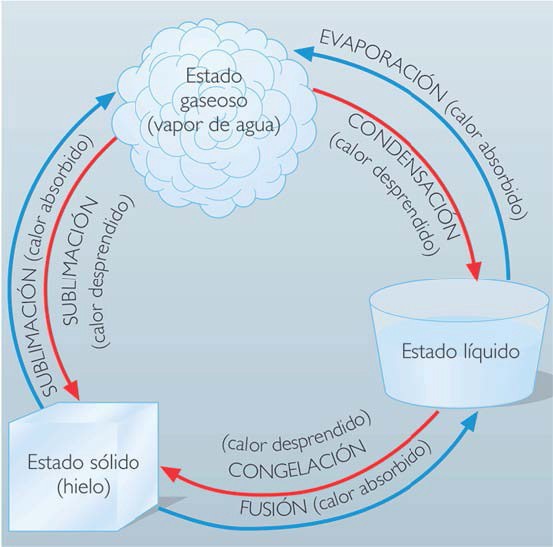 Estado
gaseoso
(vapor de agua)
EVAPORACIÓN (calor absorbido)
CONDENSACIÓN
(calor desprendido)
SUBLIMACIÓN (calor absorbido)
SUBLIMACIÓN
(calor desprendido)
Estado líquido
Estado sólido
(hielo)
(calor desprendido)
CONGELACIÓN
FUSIÓN (calor absorbido)